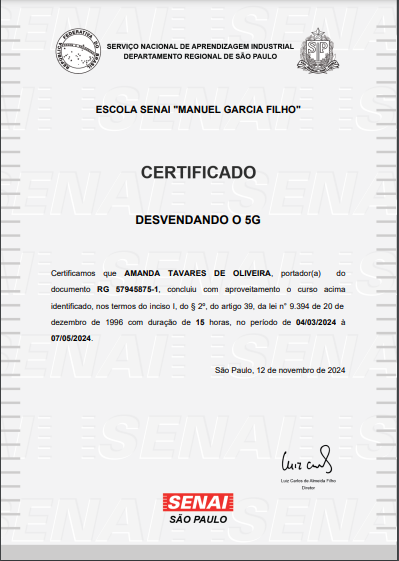 REPÚBLICA FEDERATIVA DO BRASIL
SERVIÇO NACIONAL DE APRENDIZAGEM INDUSTRIAL
DEPARTAMENTO REGIONAL DE SÃO PAULO
SP
ESCOLA SENAI "MANUEL GARCIA FILHO"
CERTIFICADO
DESVENDANDO O 5G
Certificamos que AMANDA TAVARES DE OLIVEIRA, portador(a) do
documento RG 57945875-1, concluiu com aproveitamento o curso acima
identificado, nos termos do inciso I, do § 2º, do artigo 39, da lei n° 9.394 de 20 de
dezembro de 1996 com duração de 15 horas, no período de 04/03/2024 à
07/05/2024.
São Paulo, 12 de novembro de 2024
Luiz Carlos de Almeida Filho
Diretor
SENAI
SÃO PAULO